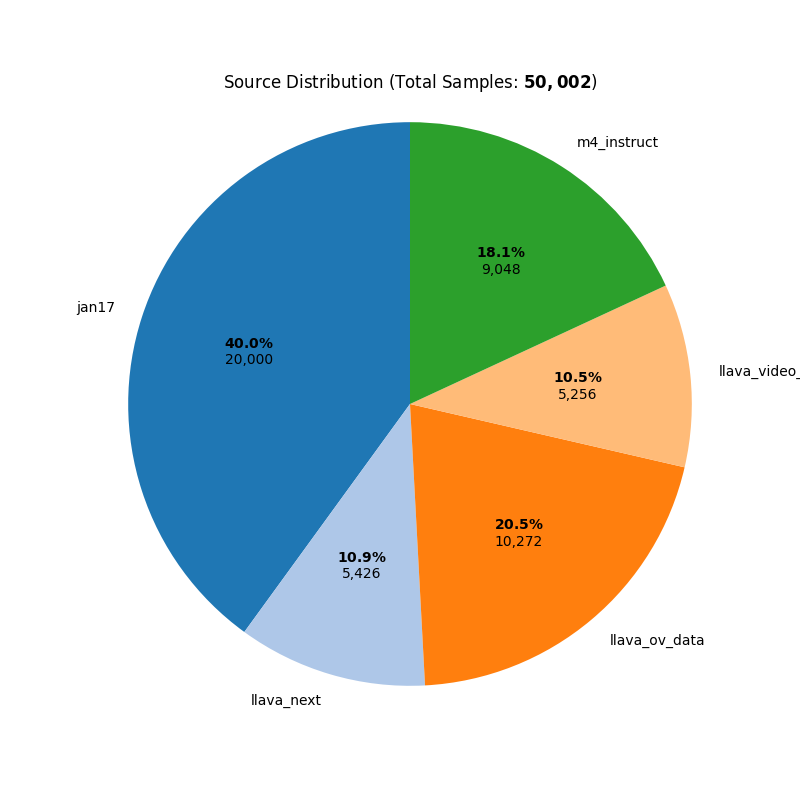 Source Distribution (Total Samples: 50,002)
m4_instruct
18.1%
9,048
jan17
40.0%
20,000
llava_video_
10.5%
5,256
20.5%
10,272
10.9%
5,426
llava_ov_data
llava_next